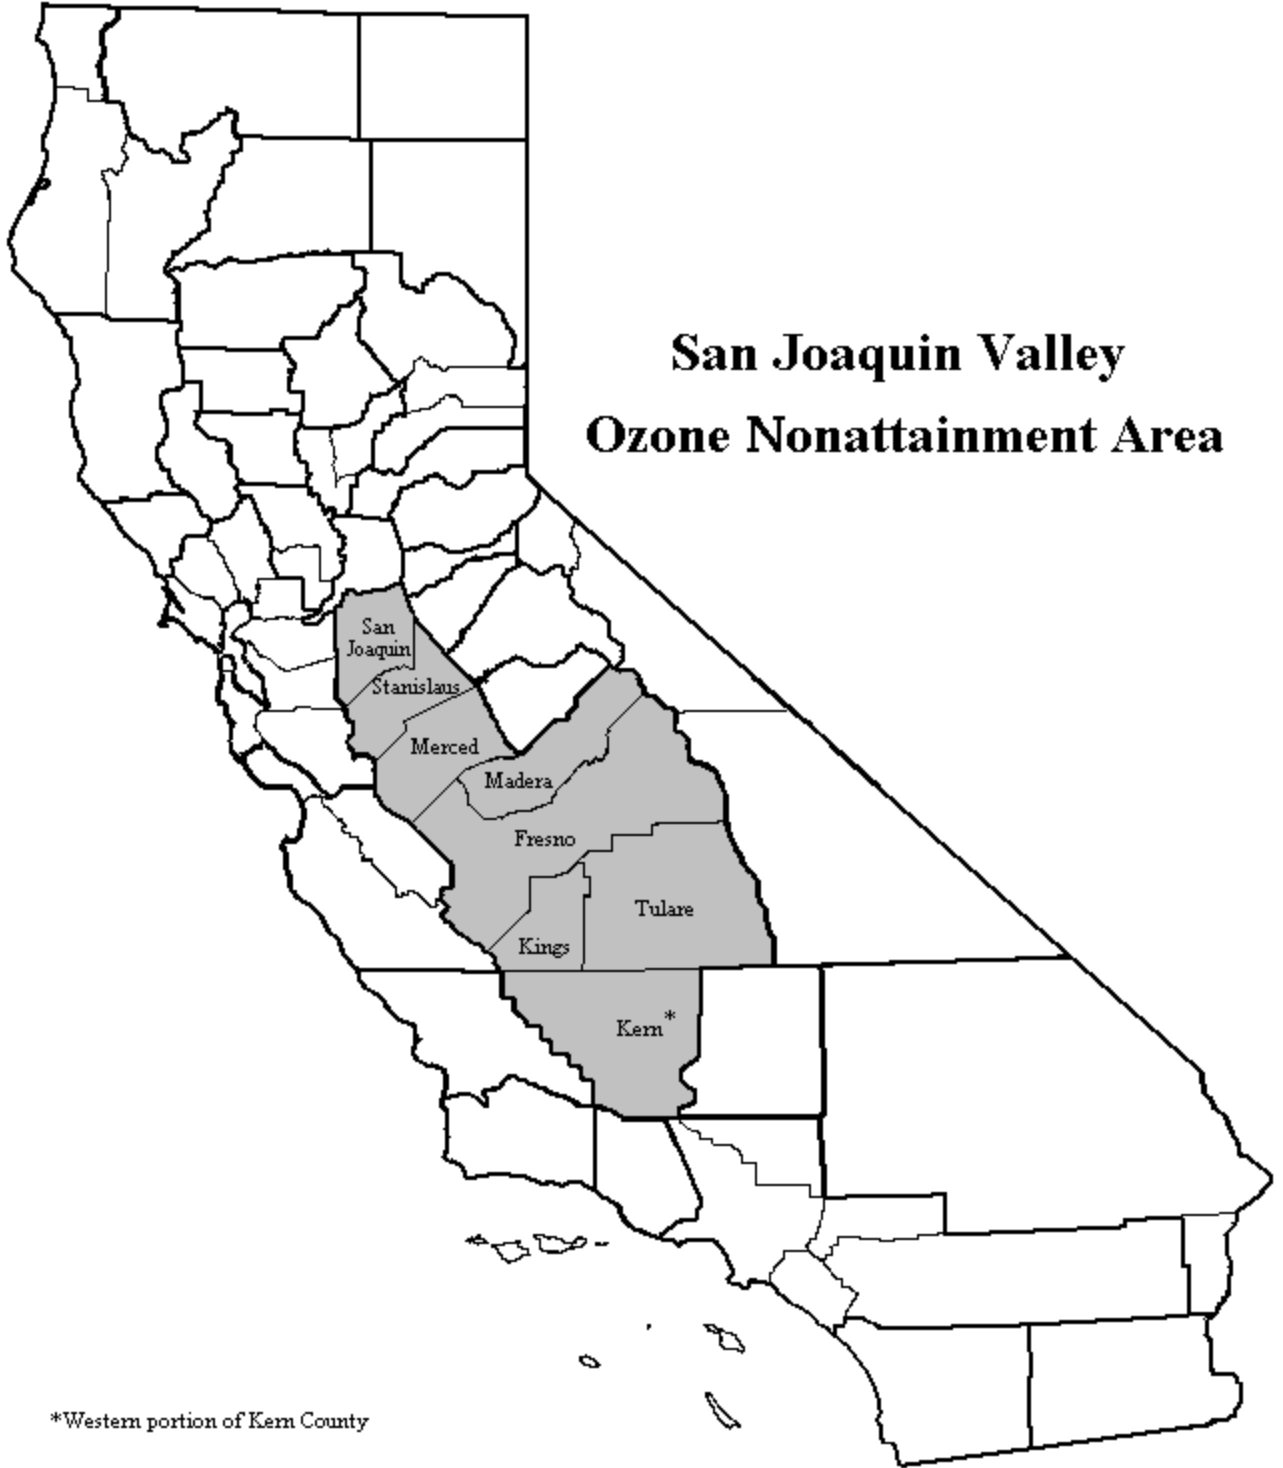 San Joaquin Valley
Ozone Nonattainment Area
San
Joaquin
Stanislaus
Merced
Madera
Fresno
Tulare
Kings
Kern*
*Western portion of Kern County